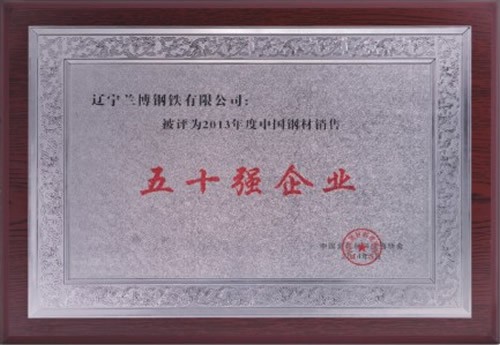 辽宁兰博钢铁有限公司：
被评为2013年度中国钢材销售
五十强企业